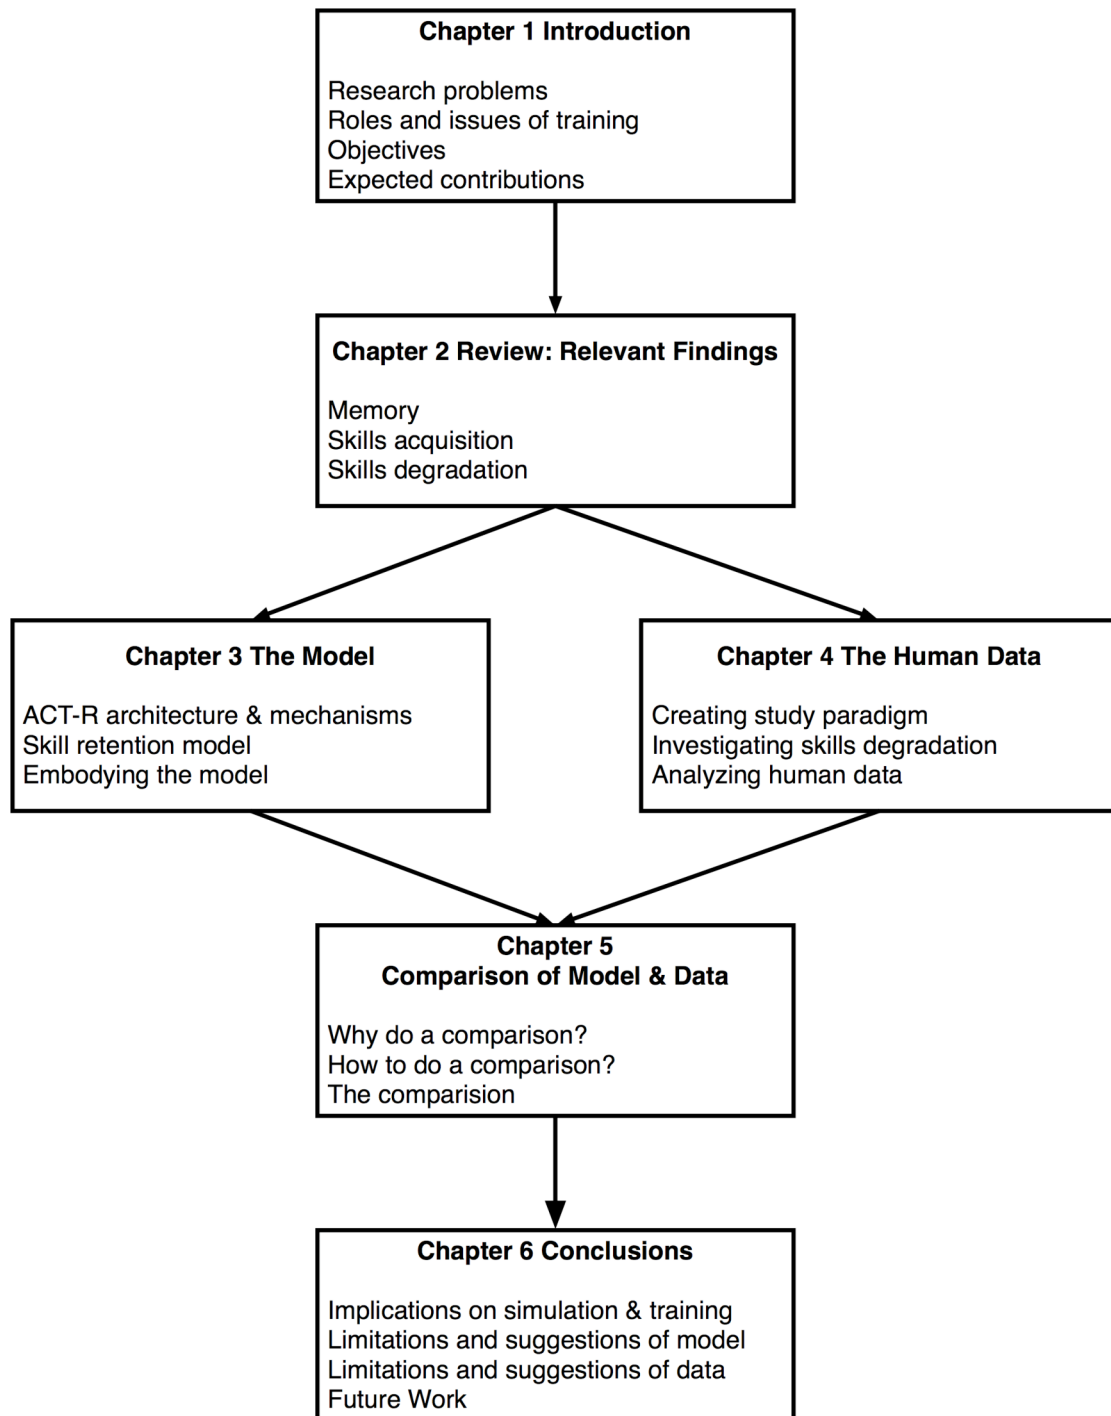 Chapter 1 Introduction
Research problems
Roles and issues of training
Objectives
Expected contributions
Chapter 2 Review: Relevant Findings
Memory
Skills acquisition
Skills degradation
Chapter 3 The Model
ACT-R architecture & mechanisms
Skill retention model
Embodying the model
Chapter 4 The Human Data
Creating study paradigm
Investigating skills degradation
Analyzing human data
Chapter 5
Comparison of Model & Data
Why do a comparison?
How to do a comparison?
The comparision
Chapter 6 Conclusions
Implications on simulation & training
Limitations and suggestions of model
Limitations and suggestions of data
Future Work